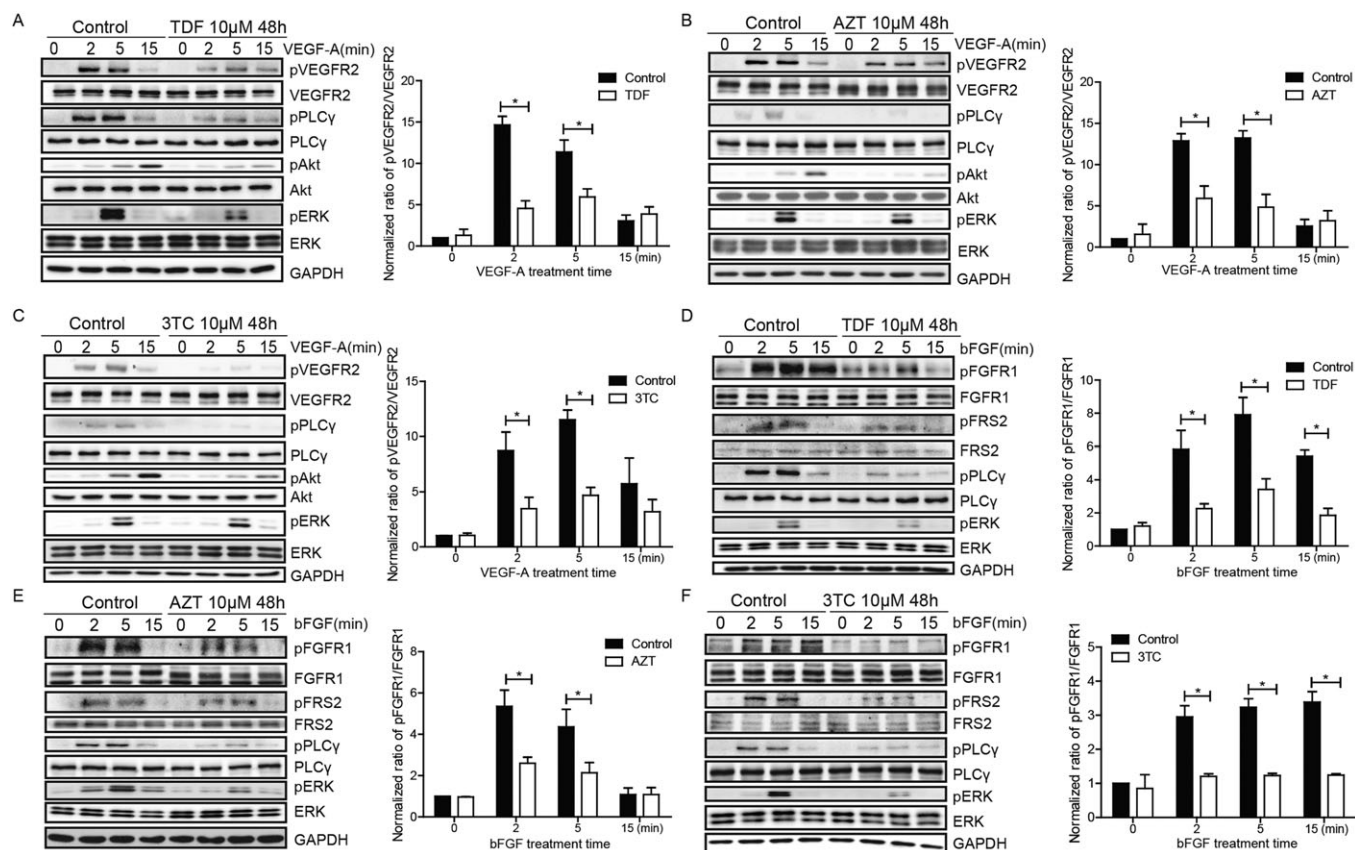 A
Control TDF 10μM 48h
0 2 5 15 0 2 5 15 VEGF-A(min)
pVEGFR2
VEGFR2
pPLCγ
PLCγ
pAkt
Akt
pERK
ERK
GAPDH
Normalized ratio of pVEGFR2/VEGFR2
20
15
10
5
0
Control
TDF
*
*
0 2 5 15 (min)
VEGF-A treatment time
B
Control AZT 10μM 48h
0 2 5 15 0 2 5 15 VEGF-A(min)
pVEGFR2
VEGFR2
pPLCγ
PLCγ
pAkt
Akt
pERK
ERK
GAPDH
Normalized ratio of pVEGFR2/VEGFR2
20
15
10
5
0
Control
AZT
*
*
0 2 5 15 (min)
VEGF-A treatment time
C
Control 3TC 10μM 48h
0 2 5 15 0 2 5 15 VEGF-A(min)
pVEGFR2
VEGFR2
pPLCγ
PLCγ
pAkt
Akt
pERK
ERK
GAPDH
Normalized ratio of pVEGFR2/VEGFR2
15
10
5
0
Control
3TC
*
*
0 2 5 15 (min)
VEGF-A treatment time
D
Control TDF 10μM 48h
0 2 5 15 0 2 5 15 bFGF(min)
pFGFR1
FGFR1
pFRS2
FRS2
pPLCγ
PLCγ
pERK
ERK
GAPDH
Normalized ratio of pFGFR1/FGFR1
10
8
6
4
2
0
Control
TDF
*
*
*
0 2 5 15 (min)
bFGF treatment time
E
Control AZT 10μM 48h
0 2 5 15 0 2 5 15 bFGF(min)
pFGFR1
FGFR1
pFRS2
FRS2
pPLCγ
PLCγ
pERK
ERK
GAPDH
Normalized ratio of pFGFR1/FGFR1
8
6
4
2
0
Control
AZT
*
*
0 2 5 15 (min)
bFGF treatment time
F
Control 3TC 10μM 48h
0 2 5 15 0 2 5 15 bFGF(min)
pFGFR1
FGFR1
pFRS2
FRS2
pPLCγ
PLCγ
pERK
ERK
GAPDH
Normalized ratio of pFGFR1/FGFR1
5
4
3
2
1
0
Control
3TC
*
*
*
0 2 5 15 (min)
bFGF treatment time